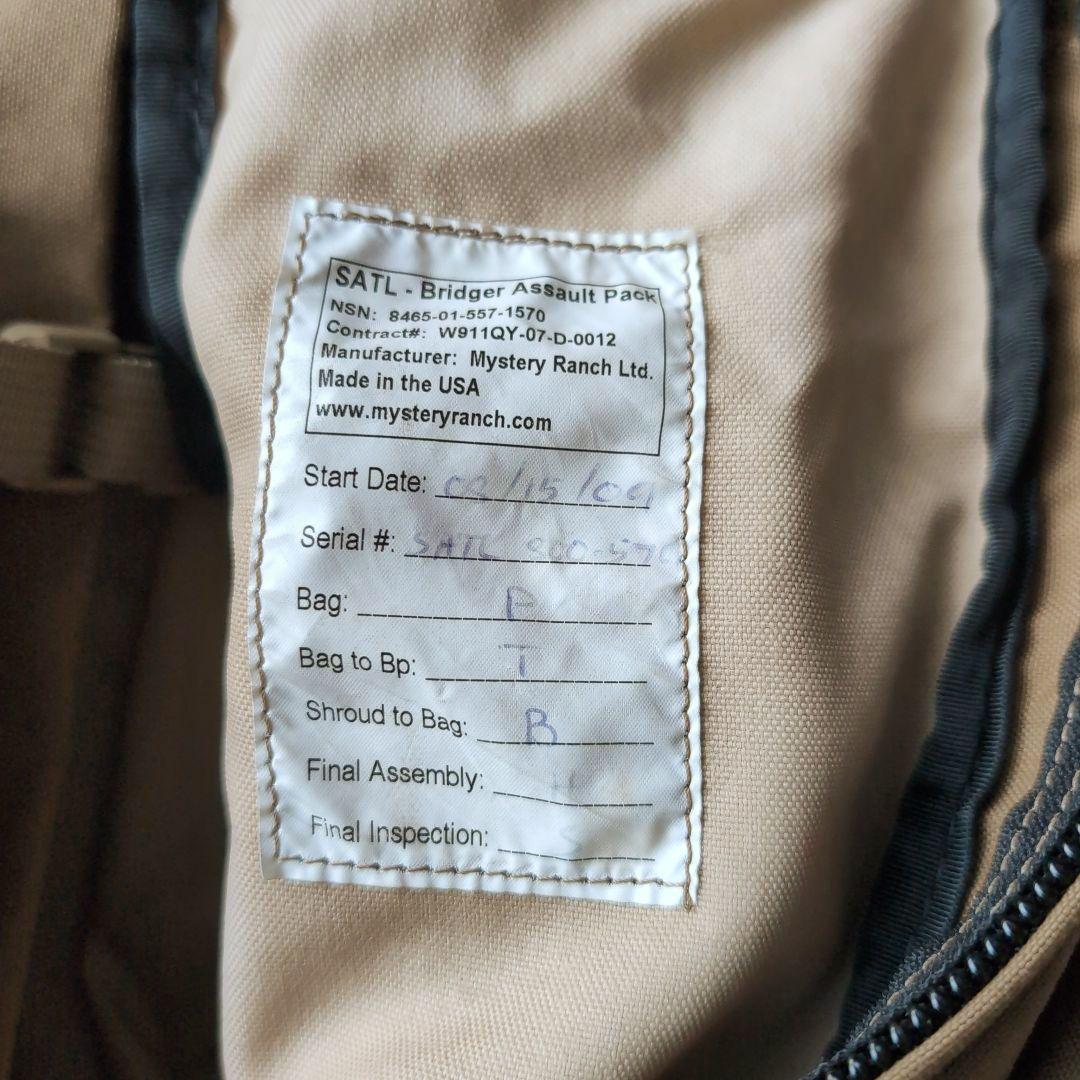 SATL - Bridger Assault Pack
NSN: 8465-01-557-1570
Contract#: W911QY-07-D-0012
Manufacturer: Mystery Ranch Ltd.
Made in the USA
www.mysteryranch.com
Start Date:
Serial #: SATL
Bag: P
Bag to Bp: T
Shroud to Bag: B
Final Assembly:
Final Inspection: S